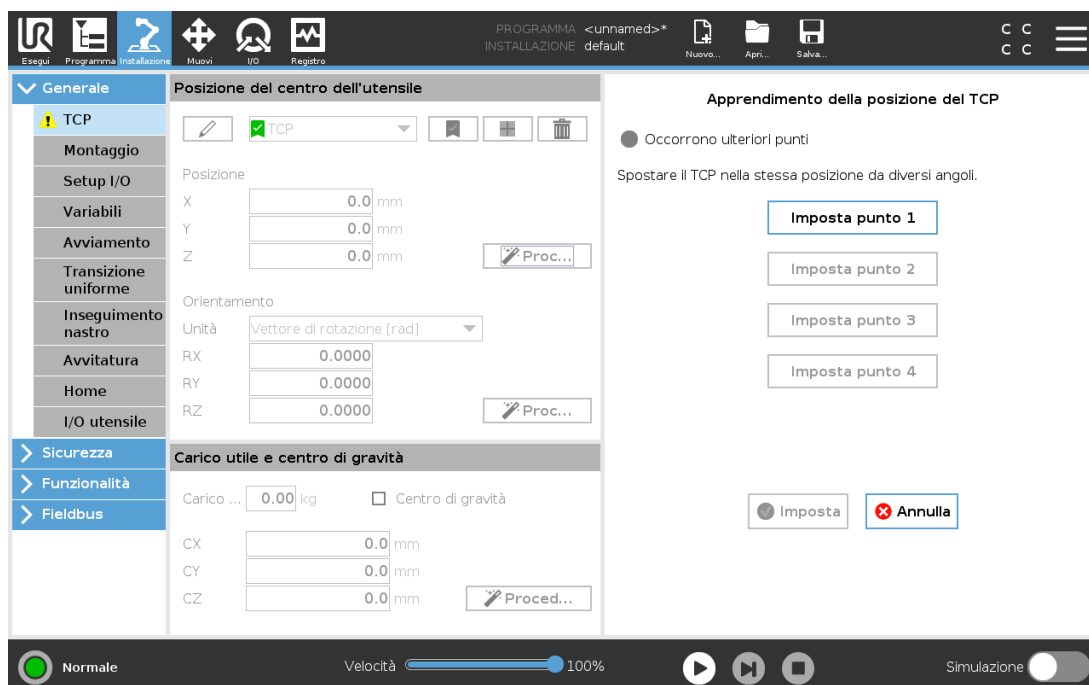 PROGRAMMA <unnamed>*
INSTALLAZIONE default
Esegui
Programma
Installazione
Muovi
I/O
Registro
Nuovo...
Apri...
Salva...
C C
C C
Generale
TCP
Montaggio
Setup I/O
Variabili
Avviamento
Transizione
uniforme
Inseguimento
nastro
Avvitatura
Home
I/O utensile
Sicurezza
Funzionalità
Fieldbus
Posizione del centro dell'utensile
TCP
Posizione
X 0.0 mm
Y 0.0 mm
Z 0.0 mm
Proc...
Orientamento
Unità Vettore di rotazione [rad]
RX 0.0000
RY 0.0000
RZ 0.0000
Proc...
Carico utile e centro di gravità
Carico ... 0.00 kg Centro di gravità
CX 0.0 mm
CY 0.0 mm
CZ 0.0 mm
Proced...
Apprendimento della posizione del TCP
Occorrono ulteriori punti
Spostare il TCP nella stessa posizione da diversi angoli.
Imposta punto 1
Imposta punto 2
Imposta punto 3
Imposta punto 4
Imposta
Annulla
Normale
Velocità 100%
Simulazione